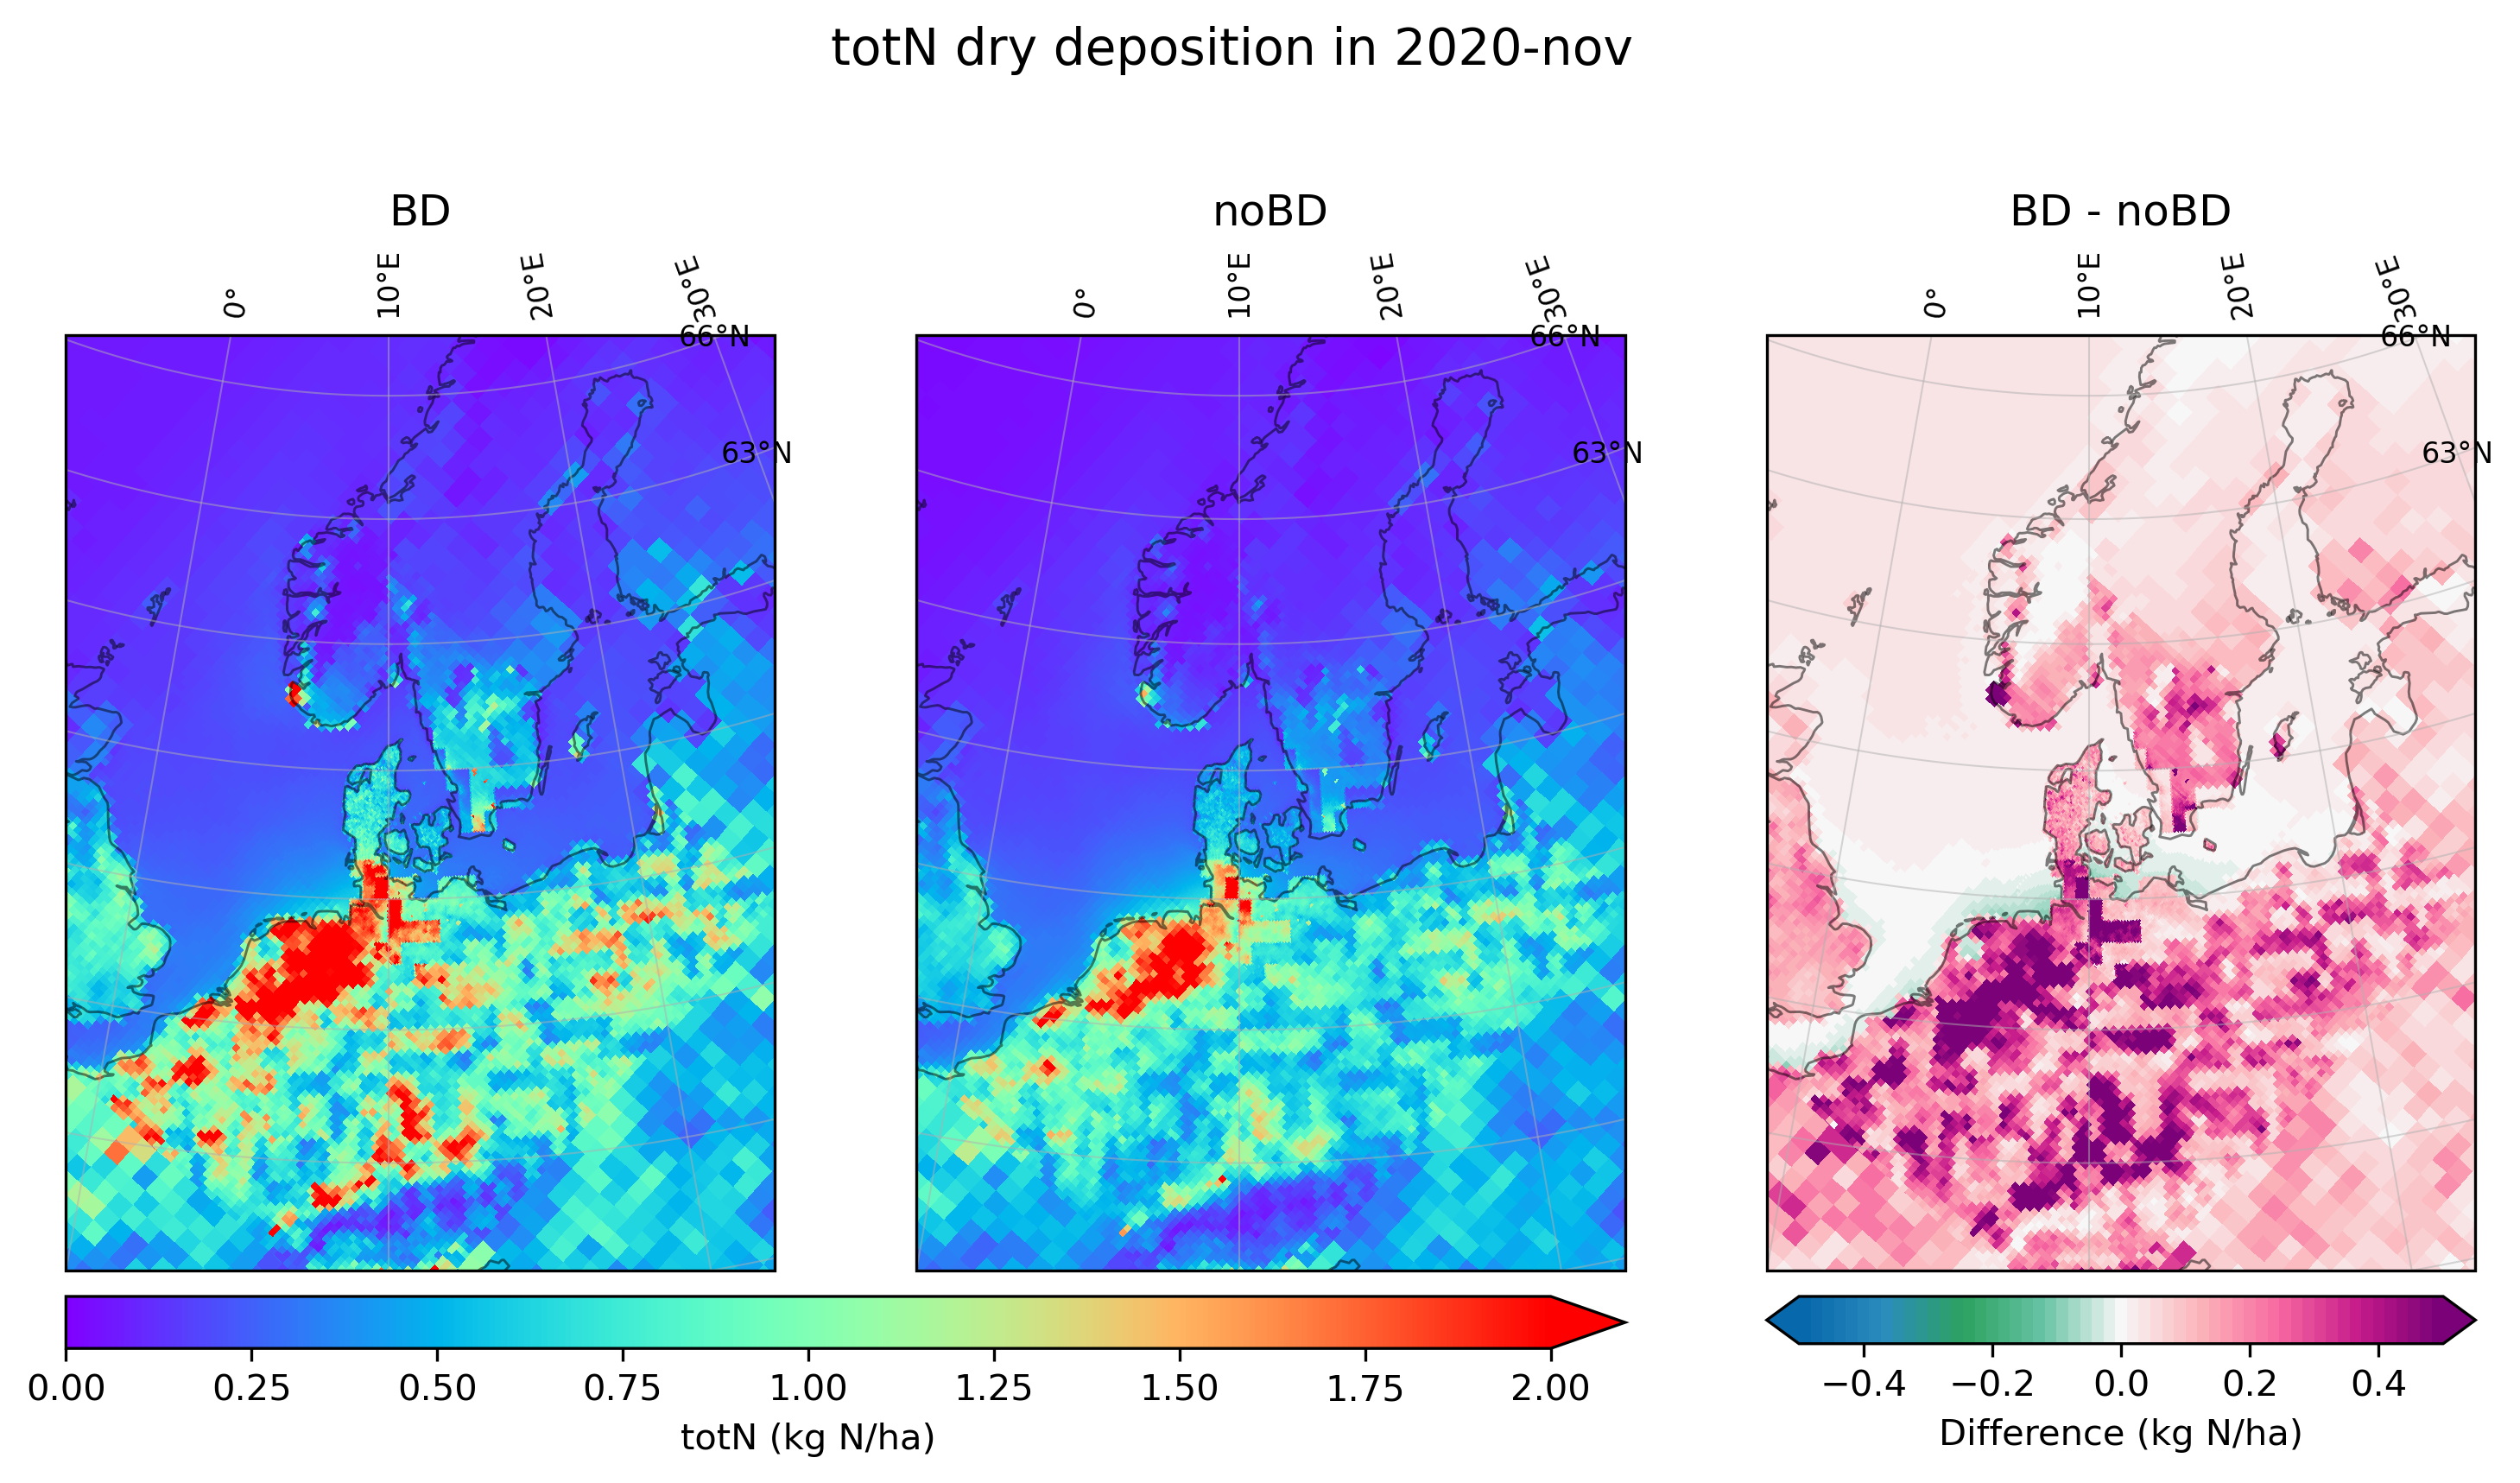 totN dry deposition in 2020-nov
BD
noBD
BD - noBD
0° 10°E 20°E 30°E
0° 10°E 20°E 30°E
0° 10°E 20°E 30°E
66°N
66°N
66°N
63°N
63°N
63°N
0.00 0.25 0.50 0.75 1.00 1.25 1.50 1.75 2.00
totN (kg N/ha)
−0.4 −0.2 0.0 0.2 0.4
Difference (kg N/ha)